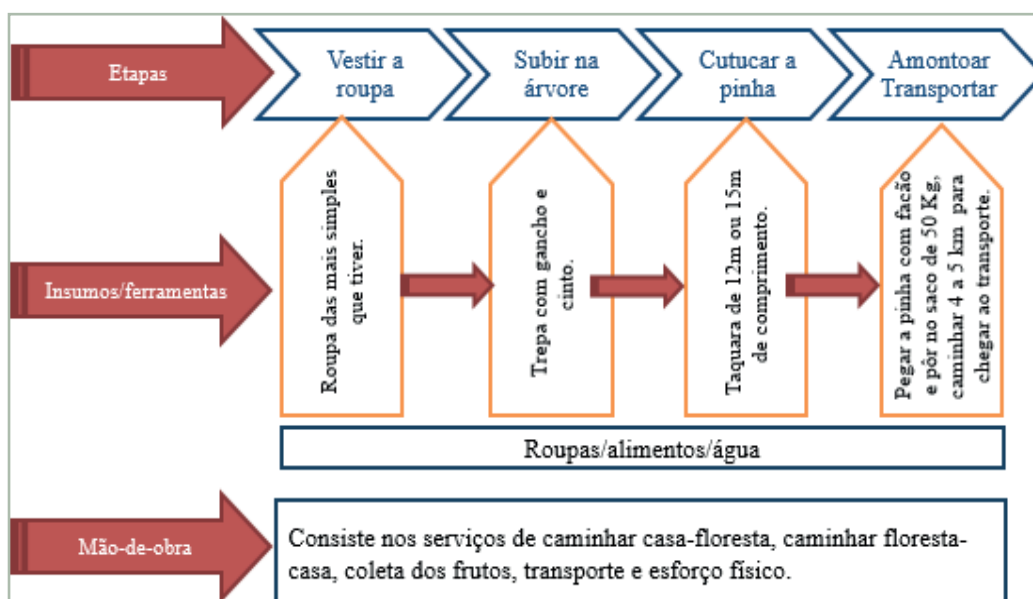 Etapas
Vestir a
roupa
Subir na
árvore
Cutucar a
pinha
Amontoar
Transportar
Insumos/ferramentas
Roupa das mais simples
que tiver.
Trepa com gancho e
cinto.
Taquara de 12m ou 15m
de comprimento.
Pegar a pinha com facão
e pôr no saco de 50 Kg,
caminhar 4 a 5 km para
chegar ao transporte.
Roupas/alimentos/água
Mão-de-obra
Consiste nos serviços de caminhar casa-floresta, caminhar floresta-
casa, coleta dos frutos, transporte e esforço físico.